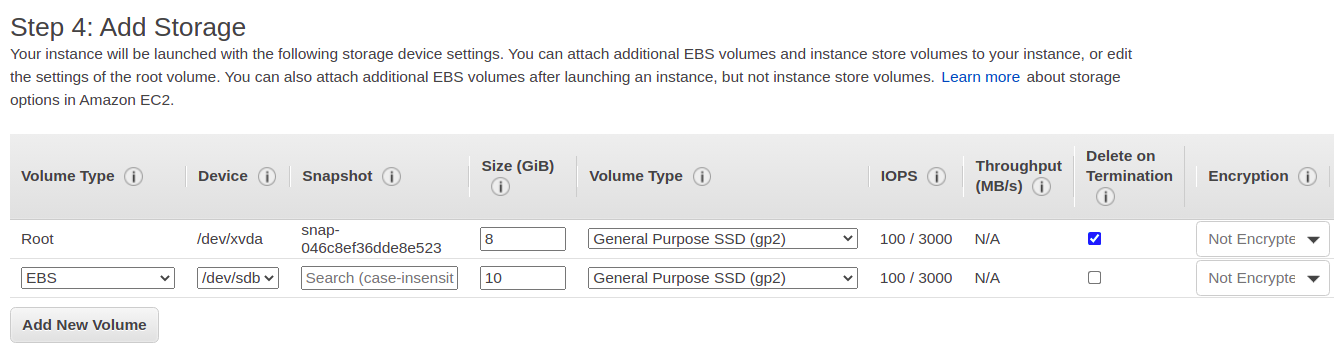 Step 4: Add Storage
Your instance will be launched with the following storage device settings. You can attach additional EBS volumes and instance store volumes to your instance, or edit
the settings of the root volume. You can also attach additional EBS volumes after launching an instance, but not instance store volumes. Learn more about storage
options in Amazon EC2.
Volume Type i Device i Snapshot i Size (GiB) i Volume Type i IOPS i Throughput (MB/s) i Delete on Termination i Encryption i
Root /dev/xvda snap-046c8ef36dde8e523 8 General Purpose SSD (gp2) 100 / 3000 N/A Not Encrypte
EBS /dev/sdb Search (case-insensit 10 General Purpose SSD (gp2) 100 / 3000 N/A Not Encrypte
Add New Volume